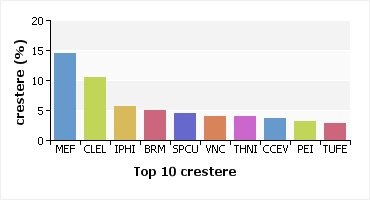 crestere (%)
20
15
10
5
0
MEF CLEL IPHI BRM SPCU VNC THNI CCEV PEI TUFE
Top 10 crestere